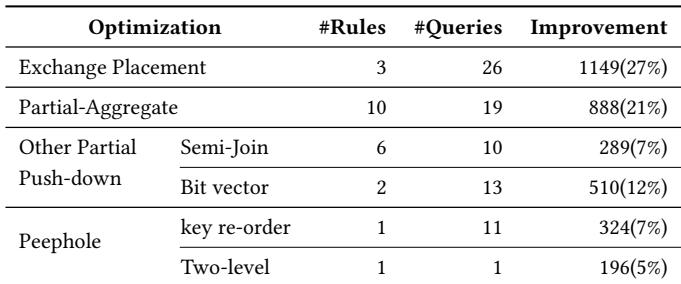 Optimization #Rules #Queries Improvement
Exchange Placement 3 26 1149(27%)
Partial-Aggregate 10 19 888(21%)
Other Partial Push-down Semi-Join 6 10 289(7%)
Bit vector 2 13 510(12%)
Peephole key re-order 1 11 324(7%)
Two-level 1 1 196(5%)